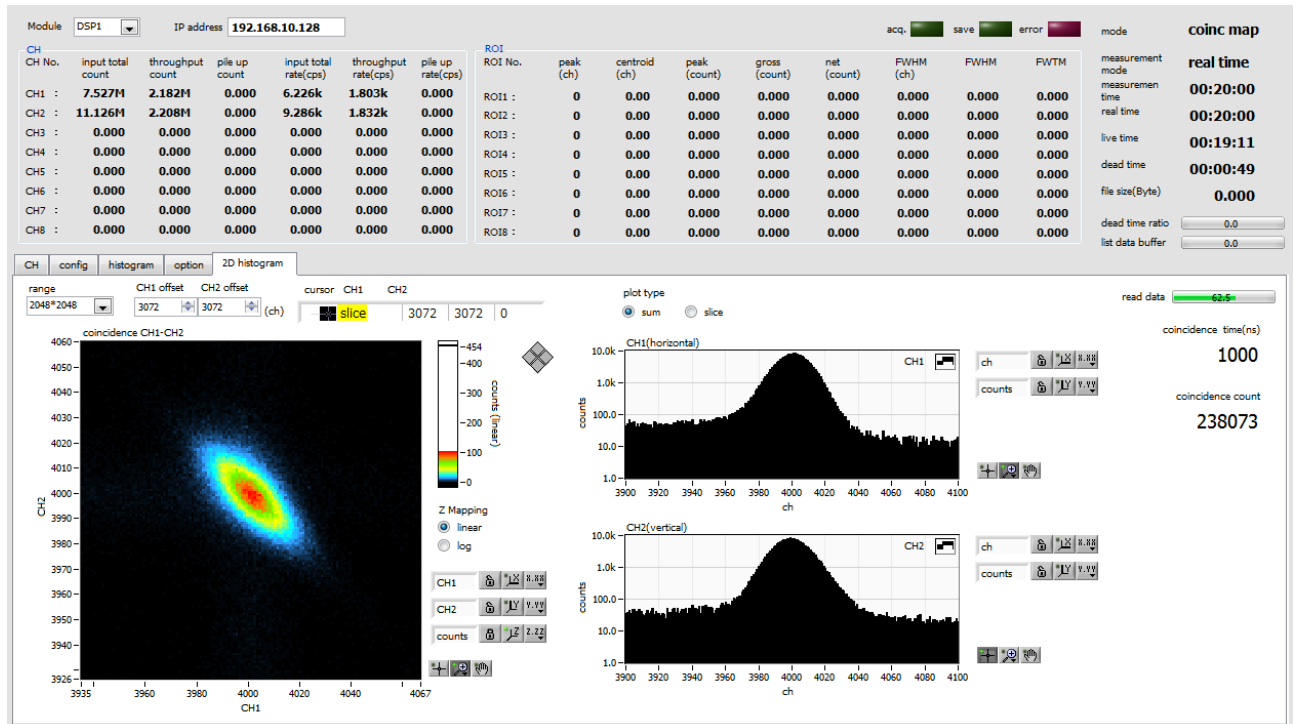 Module DSP1 IP address 192.168.10.128 acq. save error
CH
CH No. input total count throughput count pile up count input total rate(cps) throughput rate(cps) pile up rate(cps)
CH1 : 7.527M 2.182M 0.000 6.226k 1.803k 0.000
CH2 : 11.126M 2.208M 0.000 9.286k 1.832k 0.000
CH3 : 0.000 0.000 0.000 0.000 0.000 0.000
CH4 : 0.000 0.000 0.000 0.000 0.000 0.000
CH5 : 0.000 0.000 0.000 0.000 0.000 0.000
CH6 : 0.000 0.000 0.000 0.000 0.000 0.000
CH7 : 0.000 0.000 0.000 0.000 0.000 0.000
CH8 : 0.000 0.000 0.000 0.000 0.000 0.000
ROI
ROI No. peak (ch) centroid (ch) peak (count) gross (count) net (count) FWHM (ch) FWHM FWTM
ROI1 : 0 0.00 0.000 0.000 0.000 0.000 0.000 0.000
ROI2 : 0 0.00 0.000 0.000 0.000 0.000 0.000 0.000
ROI3 : 0 0.00 0.000 0.000 0.000 0.000 0.000 0.000
ROI4 : 0 0.00 0.000 0.000 0.000 0.000 0.000 0.000
ROI5 : 0 0.00 0.000 0.000 0.000 0.000 0.000 0.000
ROI6 : 0 0.00 0.000 0.000 0.000 0.000 0.000 0.000
ROI7 : 0 0.00 0.000 0.000 0.000 0.000 0.000 0.000
ROI8 : 0 0.00 0.000 0.000 0.000 0.000 0.000 0.000
mode coinc map
measurement mode real time
measuremen time 00:20:00
real time 00:20:00
live time 00:19:11
dead time 00:00:49
file size(Byte) 0.000
dead time ratio 0.0
list data buffer 0.0
CH config histogram option 2D histogram
range CH1 offset CH2 offset cursor CH1 CH2
2048*2048 3072 3072 (ch) slice 3072 3072 0
plot type
sum slice
read data 62.5
coincidence time(ns)
1000
coincidence count
238073
coincidence CH1-CH2
4060
4050
4040
4030
4020
4010
4000
3990
3980
3970
3960
3950
3940
3926
CH2
3935 3960 3980 4000 4020 4040 4067
CH1
454
400
300
200
100
0
counts (linear)
Z Mapping
linear
log
CH1 X X.XX
CH2 Y Y.YY
counts Z Z.ZZ
CH1(horizontal)
CH1
10.0k
1.0k
100.0
10.0
1.0
counts
3900 3920 3940 3960 3980 4000 4020 4040 4060 4080 4100
ch
ch X X.XX
counts Y Y.YY
CH2(vertical)
CH2
10.0k
1.0k
100.0
10.0
1.0
counts
3900 3920 3940 3960 3980 4000 4020 4040 4060 4080 4100
ch
ch X X.XX
counts Y Y.YY